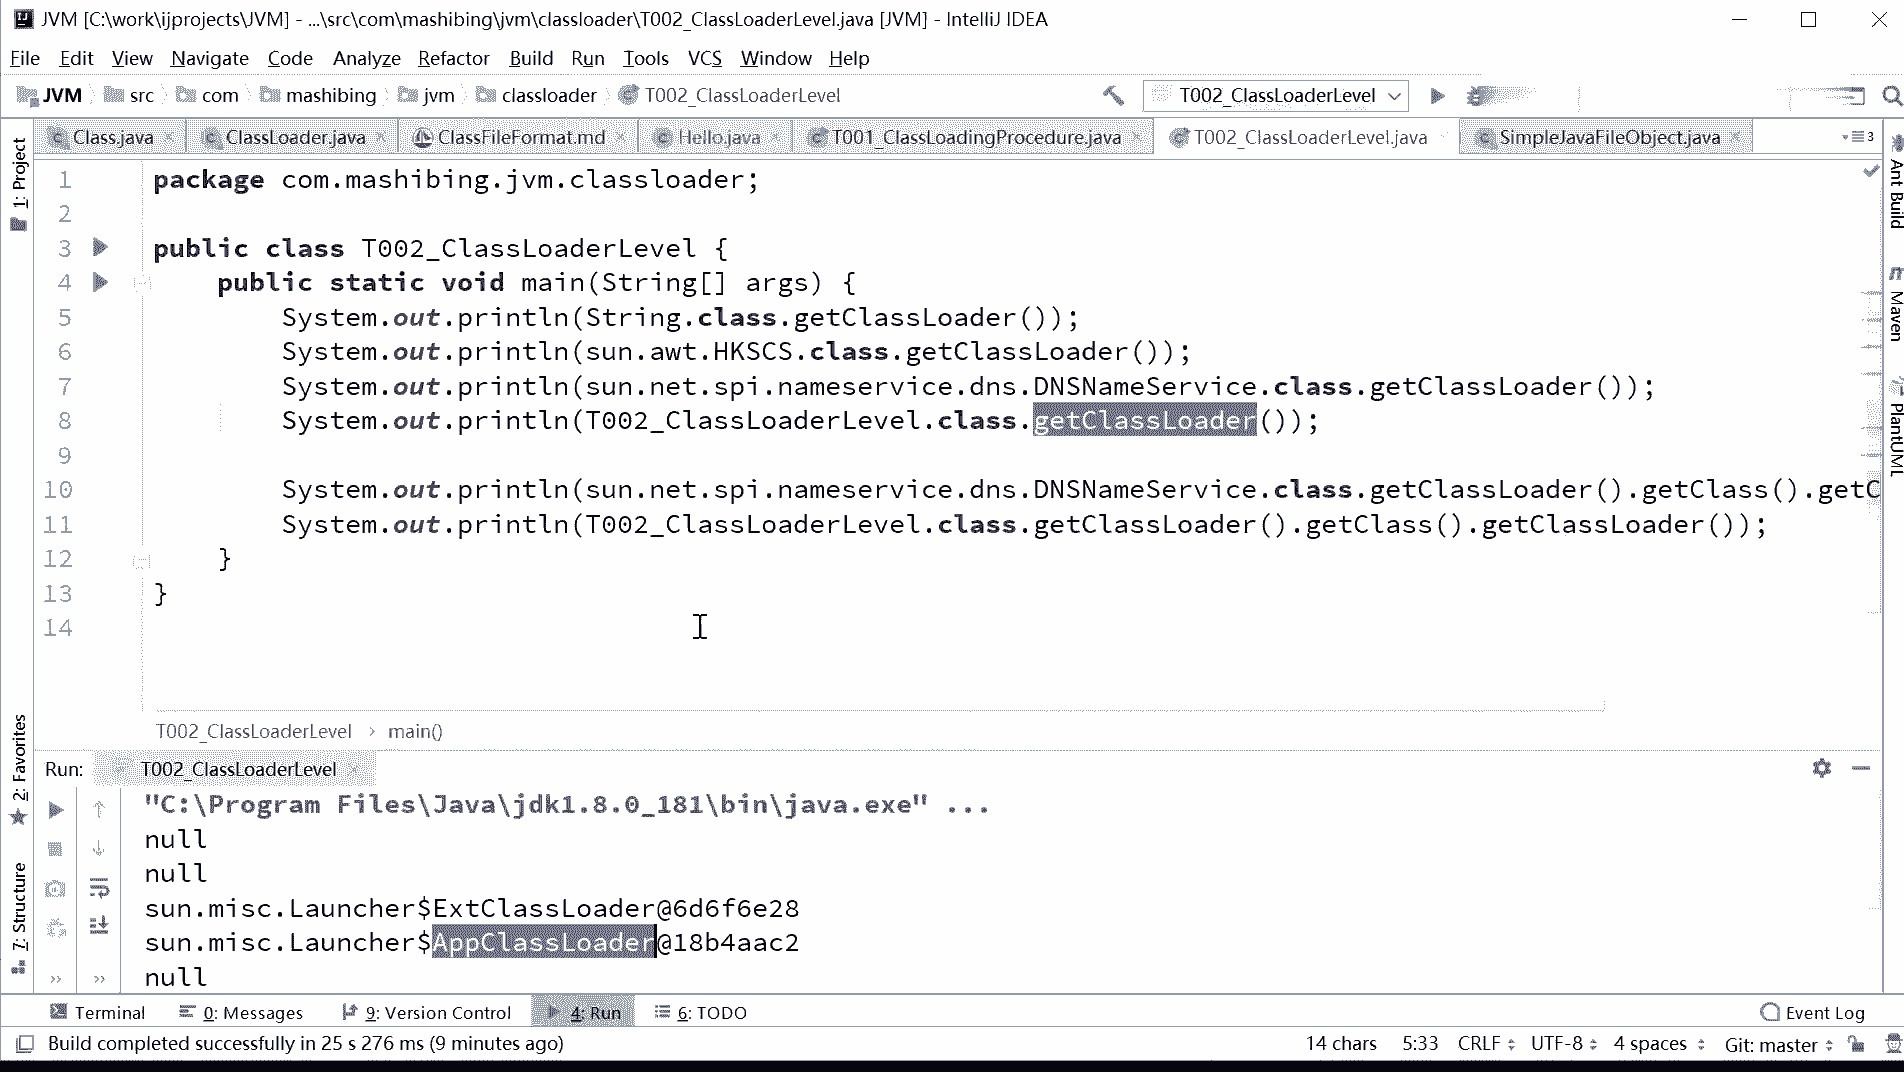 JVM [C:\work\ijprojects\JVM] - ...\src\com\mashibing\jvm\classloader\T002_ClassLoaderLevel.java [JVM] - IntelliJ IDEA
File Edit View Navigate Code Analyze Refactor Build Run Tools VCS Window Help
JVM src com mashibing jvm classloader T002_ClassLoaderLevel T002_ClassLoaderLevel
Class.java ClassLoader.java ClassFileFormat.md Hello.java T001_ClassLoadingProcedure.java T002_ClassLoaderLevel.java SimpleJavaFileObject.java 3
1: Project
Ant Build
Maven
PlantUML
1 package com.mashibing.jvm.classloader;
2
3 public class T002_ClassLoaderLevel {
4 public static void main(String[] args) {
5 System.out.println(String.class.getClassLoader());
6 System.out.println(sun.awt.HKSCS.class.getClassLoader());
7 System.out.println(sun.net.spi.nameservice.dns.DNSNameService.class.getClassLoader());
8 System.out.println(T002_ClassLoaderLevel.class.getClassLoader());
9
10 System.out.println(sun.net.spi.nameservice.dns.DNSNameService.class.getClassLoader().getClass().getC
11 System.out.println(T002_ClassLoaderLevel.class.getClassLoader().getClass().getClassLoader());
12 }
13 }
14
T002_ClassLoaderLevel › main()
2: Favorites
7: Structure
Run: T002_ClassLoaderLevel
"C:\Program Files\Java\jdk1.8.0_181\bin\java.exe" ...
null
null
sun.misc.Launcher$ExtClassLoader@6d6f6e28
sun.misc.Launcher$AppClassLoader@18b4aac2
null
Terminal 0: Messages 9: Version Control 4: Run 6: TODO Event Log
Build completed successfully in 25 s 276 ms (9 minutes ago) 14 chars 5:33 CRLF UTF-8 4 spaces Git: master